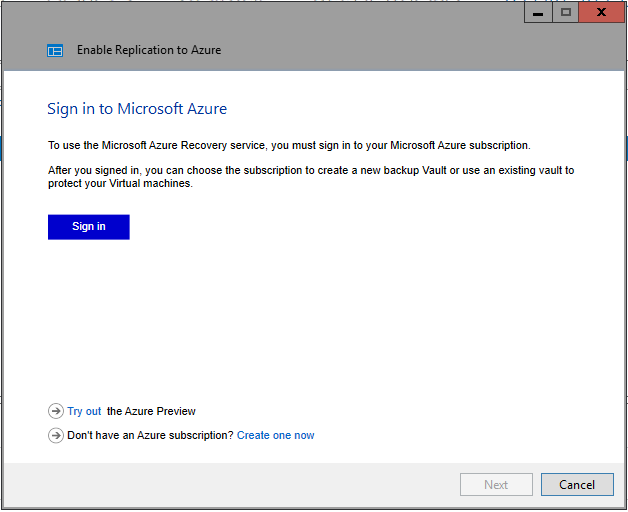 Enable Replication to Azure
Sign in to Microsoft Azure
To use the Microsoft Azure Recovery service, you must sign in to your Microsoft Azure subscription.
After you signed in, you can choose the subscription to create a new backup Vault or use an existing vault to
protect your Virtual machines.
Sign in
Try out the Azure Preview
Don't have an Azure subscription? Create one now
Next Cancel